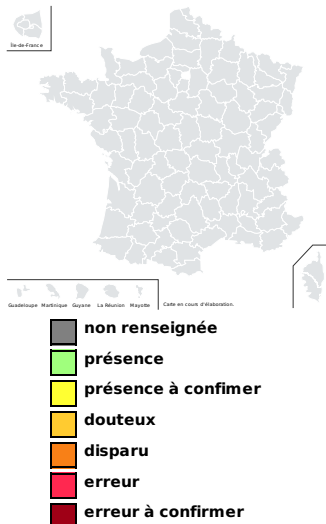 Île-de-France
Guadeloupe Martinique Guyane La Réunion Mayotte Carte en cours d'élaboration.
non renseignée
présence
présence à confimer
douteux
disparu
erreur
erreur à confirmer